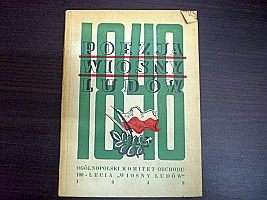 1848
POEZJA
WIOSNY
LUDÓW
OGÓLNOPOLSKI KOMITET OBCHODU
100-LECIA „WIOSNY LUDÓW"
1948